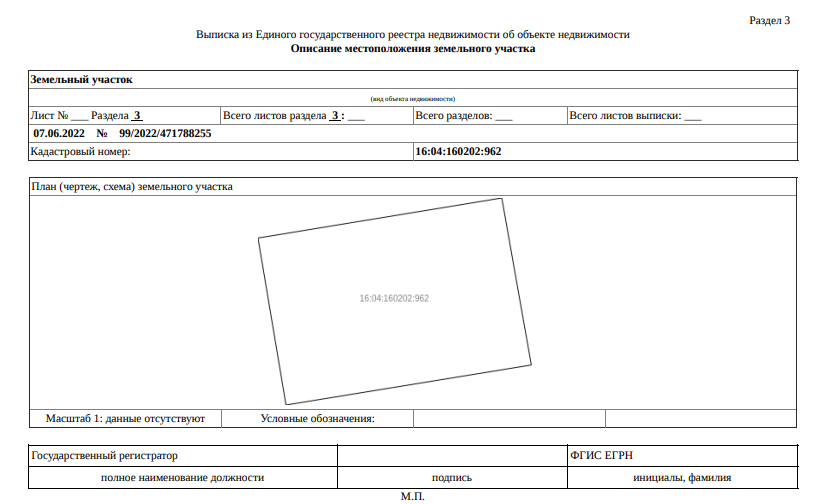 Раздел 3
Выписка из Единого государственного реестра недвижимости об объекте недвижимости
Описание местоположения земельного участка
Земельный участок
(вид объекта недвижимости)
Лист № ___ Раздела 3 Всего листов раздела 3 : ___ Всего разделов: ___ Всего листов выписки: ___
07.06.2022 № 99/2022/471788255
Кадастровый номер: 16:04:160202:962
План (чертеж, схема) земельного участка
16:04:160202:962
Масштаб 1: данные отсутствуют Условные обозначения:
Государственный регистратор ФГИС ЕГРН
полное наименование должности подпись инициалы, фамилия
М.П.